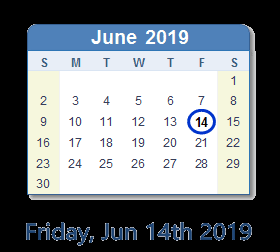 June 2019
S M T W T F S
1
2 3 4 5 6 7 8
9 10 11 12 13 14 15
16 17 18 19 20 21 22
23 24 25 26 27 28 29
30
Friday, Jun 14th 2019